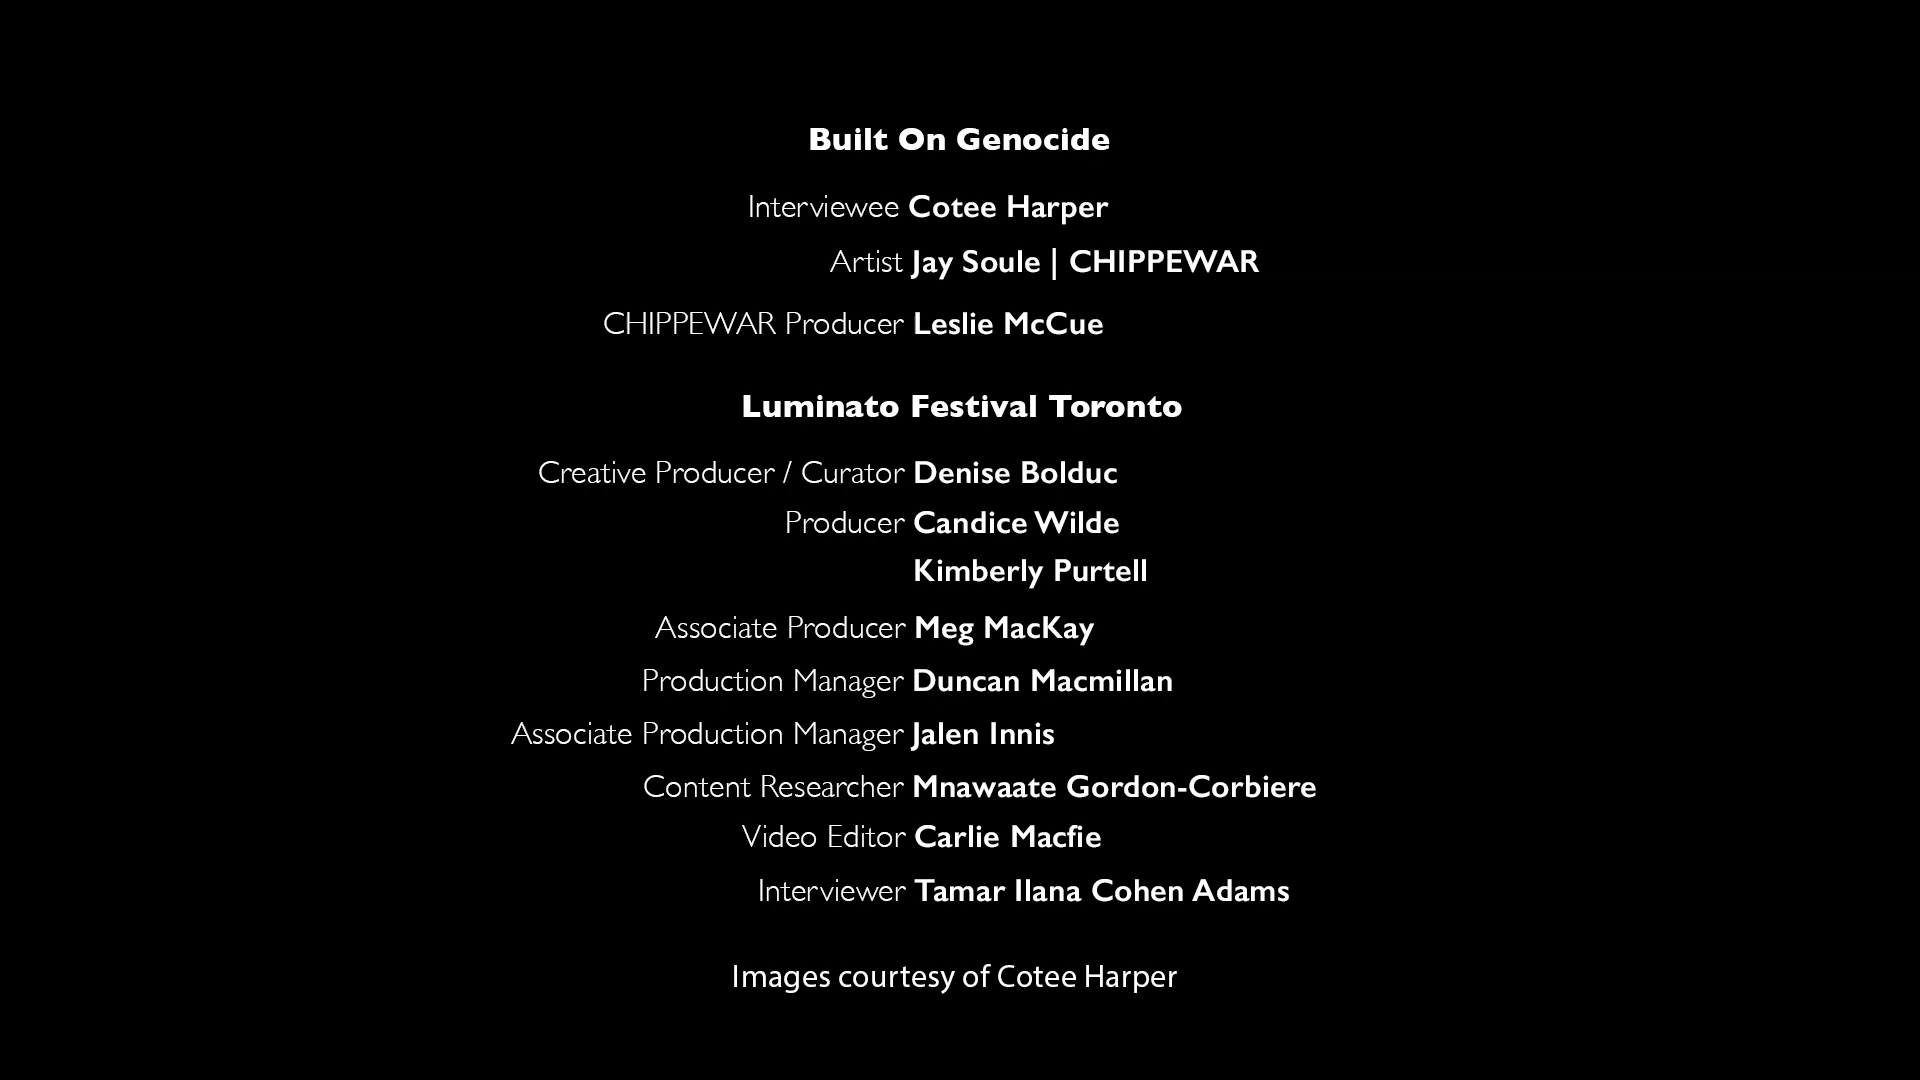 Built On Genocide
Interviewee Cotee Harper
Artist Jay Soule | CHIPPEWAR
CHIPPEWAR Producer Leslie McCue
Luminato Festival Toronto
Creative Producer / Curator Denise Bolduc
Producer Candice Wilde
Kimberly Purtell
Associate Producer Meg MacKay
Production Manager Duncan Macmillan
Associate Production Manager Jalen Innis
Content Researcher Mnawaate Gordon-Corbiere
Video Editor Carlie Macfie
Interviewer Tamar Ilana Cohen Adams
Images courtesy of Cotee Harper